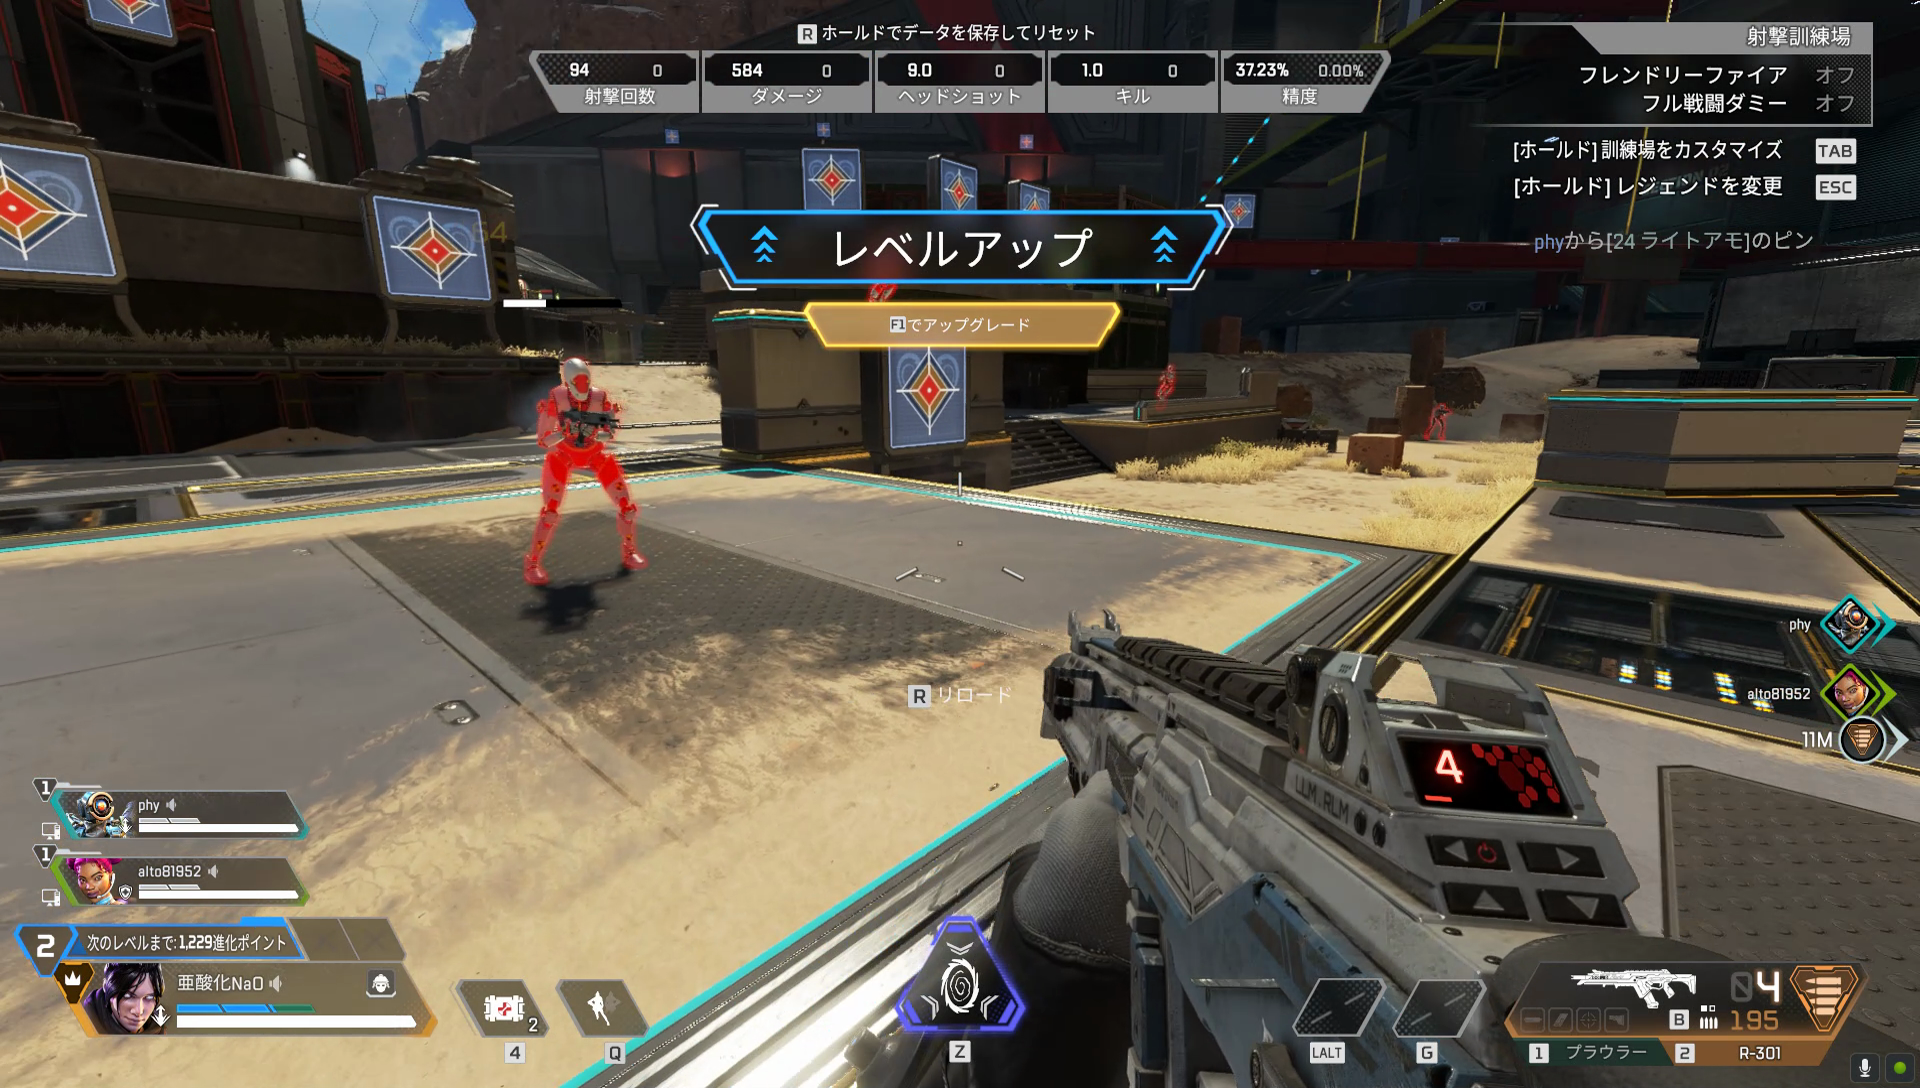 R ホールドでデータを保存してリセット
94 0 584 0 9.0 0 1.0 0 37.23% 0.00%
射撃回数 ダメージ ヘッドショット キル 精度
射撃訓練場
フレンドリーファイア オフ
フル戦闘ダミー オフ
[ホールド]訓練場をカスタマイズ TAB
[ホールド]レジェンドを変更 ESC
phyから[24 ライトアモ]のピン
レベルアップ
F1でアップグレード
64
phy
alto81952
11M
R リロード
4
LLM.RLM
1
phy
1
alto81952
2 次のレベルまで:1,229進化ポイント
亜酸化NaO
2
4 Q Z LALT G
04
B 195
1 プラウラー 2 R-301